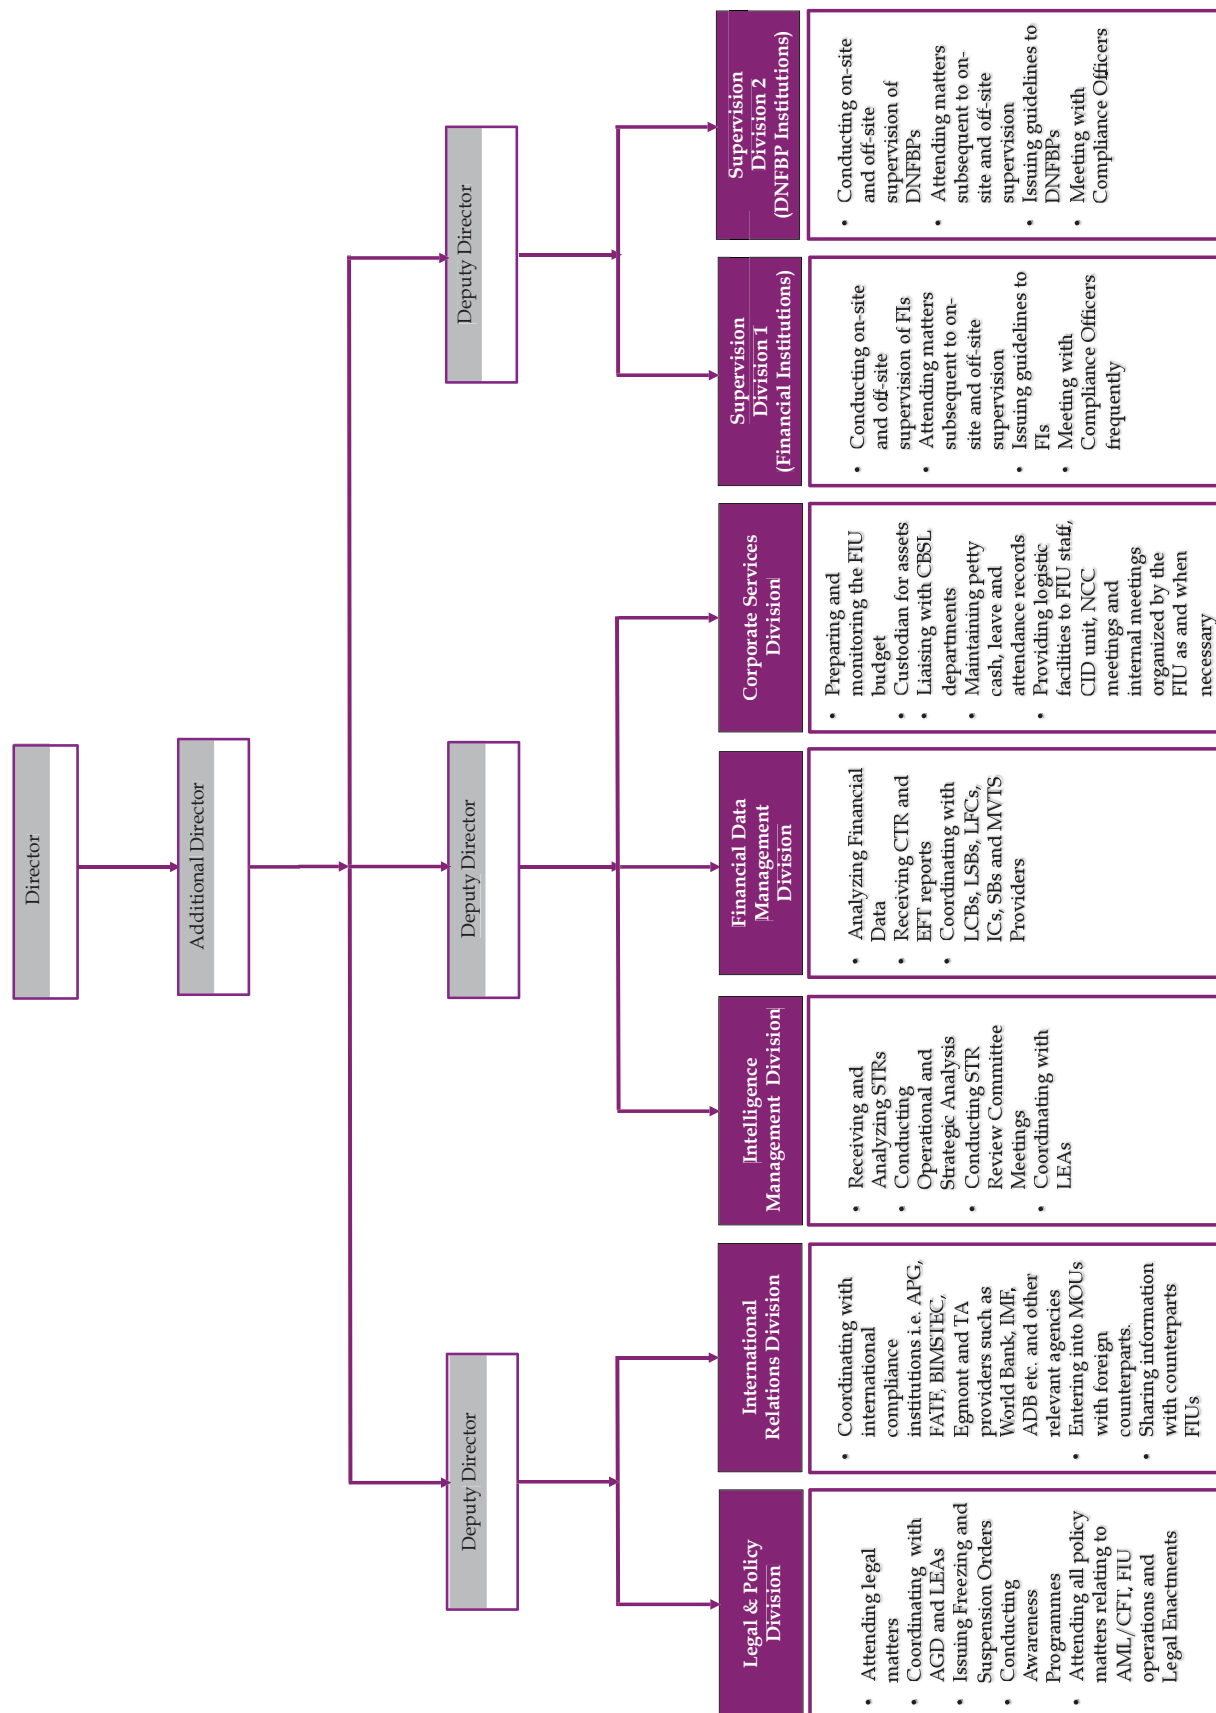 Director
Additional Director
Deputy Director
Deputy Director
Deputy Director
Legal & Policy
Division
• Attending legal
matters
• Coordinating with
AGD and LEAs
• Issuing Freezing and
Suspension Orders
• Conducting
Awareness
Programmes
• Attending all policy
matters relating to
AML/CFT, FIU
operations and
Legal Enactments
International
Relations Division
• Coordinating with
international
compliance
institutions i.e. APG,
FATF, BIMSTEC,
Egmont and TA
providers such as
World Bank, IMF,
ADB etc. and other
relevant agencies
• Entering into MOUs
with foreign
counterparts.
• Sharing information
with counterparts
FIUs
Intelligence
Management Division
• Receiving and
Analyzing STRs
• Conducting
Operational and
Strategic Analysis
• Conducting STR
Review Committee
Meetings
• Coordinating with
LEAs
Financial Data
Management
Division
• Analyzing Financial
Data
• Receiving CTR and
EFT reports
• Coordinating with
LCBs, LSBs, LFCs,
ICs, SBs and MVTS
Providers
Corporate Services
Division
• Preparing and
monitoring the FIU
budget
• Custodian for assets
• Liaising with CBSL
departments
• Maintaining petty
cash, leave and
attendance records
• Providing logistic
facilities to FIU staff,
CID unit, NCC
meetings and
internal meetings
organized by the
FIU as and when
necessary
Supervision
Division 1
(Financial Institutions)
• Conducting on-site
and off-site
supervision of FIs
• Attending matters
subsequent to on-
site and off-site
supervision
• Issuing guidelines to
FIs
• Meeting with
Compliance Officers
frequently
Supervision
Division 2
(DNFBP Institutions)
• Conducting on-site
and off-site
supervision of
DNFBPs
• Attending matters
subsequent to on-
site and off-site
supervision
• Issuing guidelines to
DNFBPs
• Meeting with
Compliance Officers